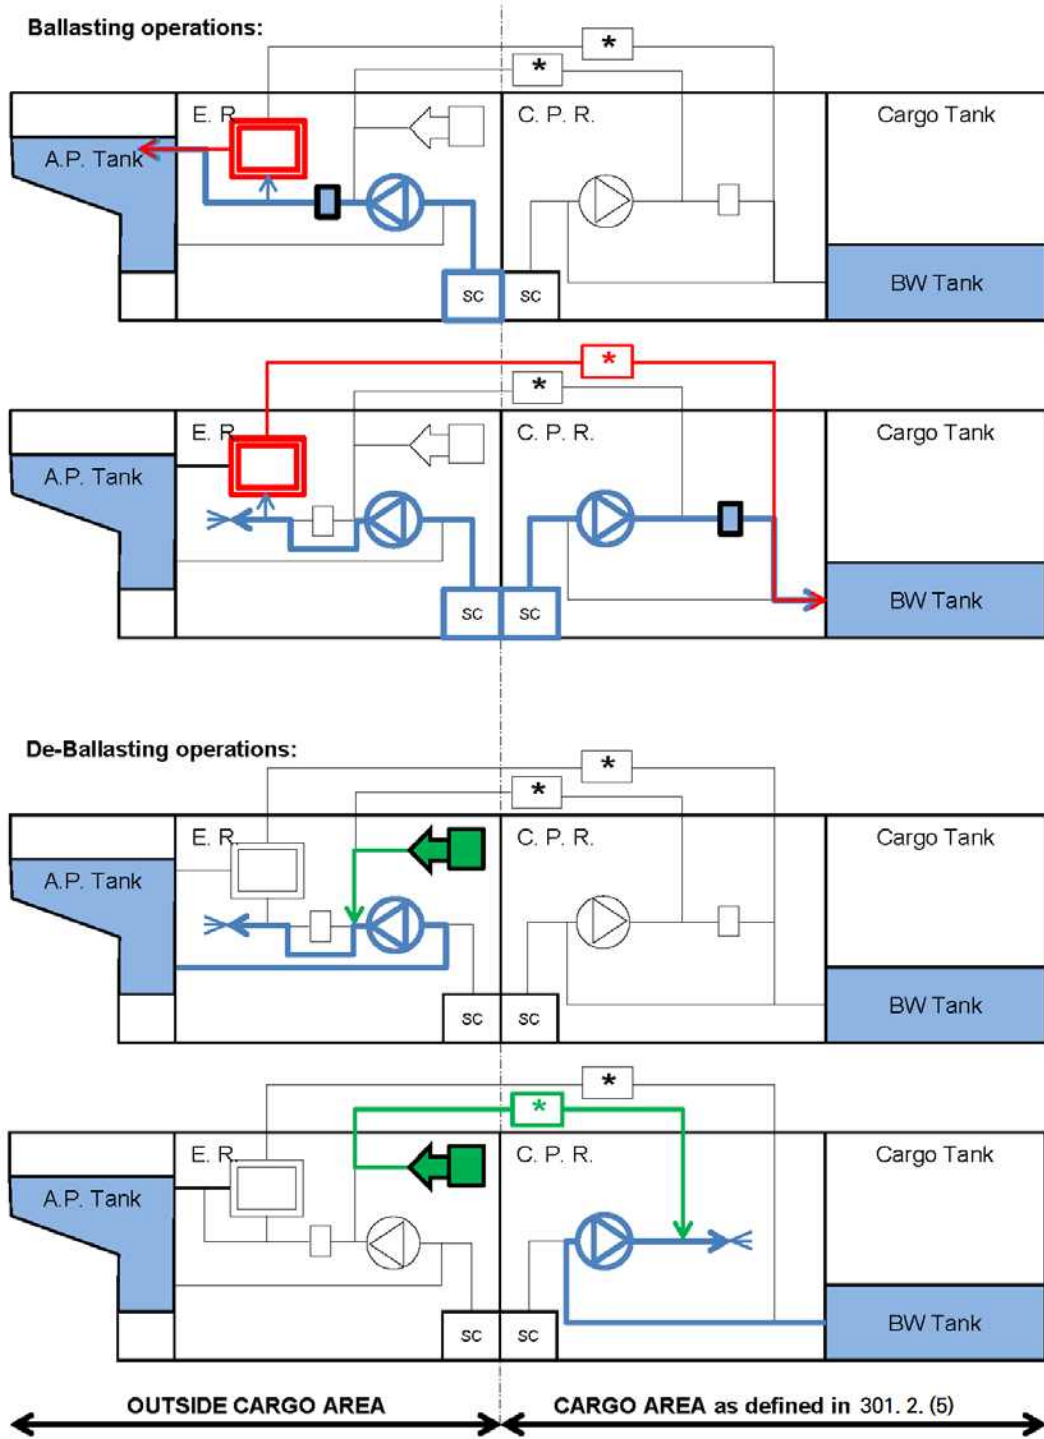 Ballasting operations:
*
*
E. R.
C. P. R.
Cargo Tank
A.P. Tank
BW Tank
SC
SC
*
*
E. R.
C. P. R.
Cargo Tank
A.P. Tank
BW Tank
SC
SC
De-Ballasting operations:
*
*
E. R.
C. P. R.
Cargo Tank
A.P. Tank
BW Tank
SC
SC
*
*
E. R.
C. P. R.
Cargo Tank
A.P. Tank
BW Tank
SC
SC
OUTSIDE CARGO AREA
CARGO AREA as defined in 301. 2. (5)